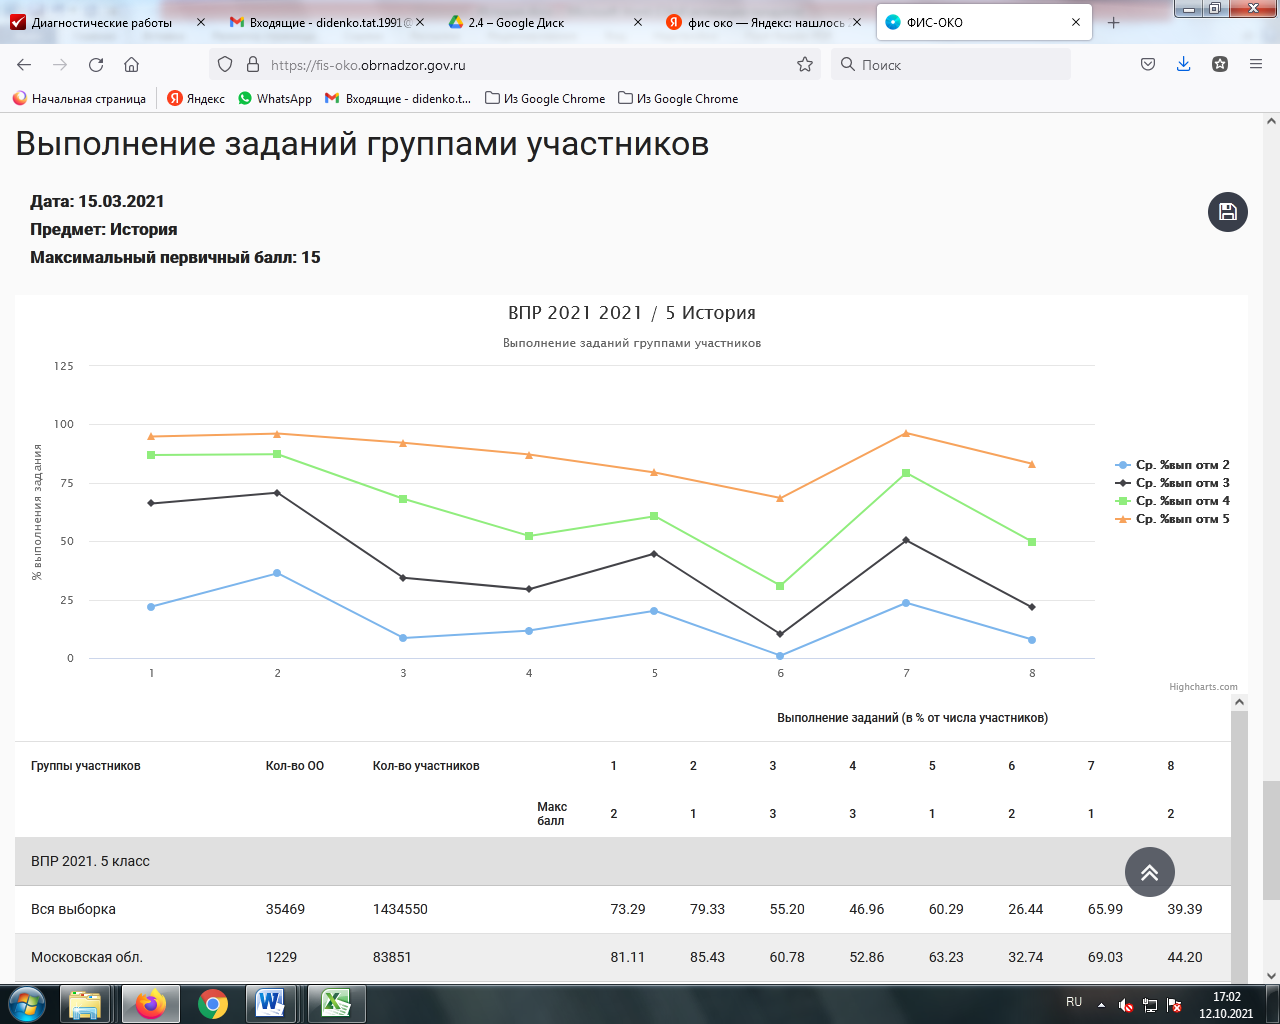 Диагностические работы
Входящие - didenko.tat.1991@
2.4 – Google Диск
фис око — Яндекс: нашлось
ФИС-ОКО
https://fis-oko.obrnadzor.gov.ru
Поиск
Начальная страница
Яндекс
WhatsApp
Входящие - didenko.t...
Из Google Chrome
Из Google Chrome
Выполнение заданий группами участников
Дата: 15.03.2021
Предмет: История
Максимальный первичный балл: 15
ВПР 2021 2021 / 5 История
Выполнение заданий группами участников
% выполнения задания
125
100
75
50
25
0
1 2 3 4 5 6 7 8
Ср. %вып отм 2
Ср. %вып отм 3
Ср. %вып отм 4
Ср. %вып отм 5
Highcharts.com
Выполнение заданий (в % от числа участников)
Группы участников Кол-во ОО Кол-во участников 1 2 3 4 5 6 7 8
Макс
балл 2 1 3 3 1 2 1 2
ВПР 2021. 5 класс
Вся выборка 35469 1434550 73.29 79.33 55.20 46.96 60.29 26.44 65.99 39.39
Московская обл. 1229 83851 81.11 85.43 60.78 52.86 63.23 32.74 69.03 44.20
RU
17:02
12.10.2021